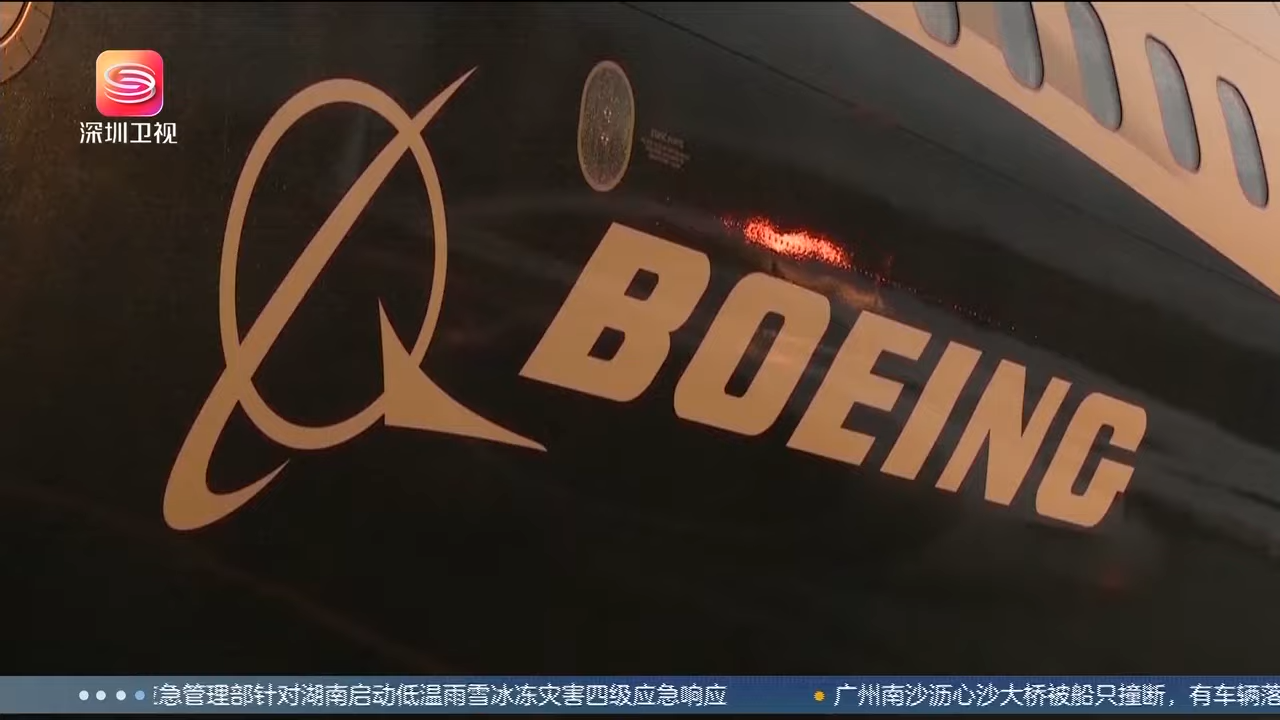 深圳卫视
BOEING
急管理部针对湖南启动低温雨雪冰冻灾害四级应急响应
广州南沙沥心沙大桥被船只撞断，有车辆落